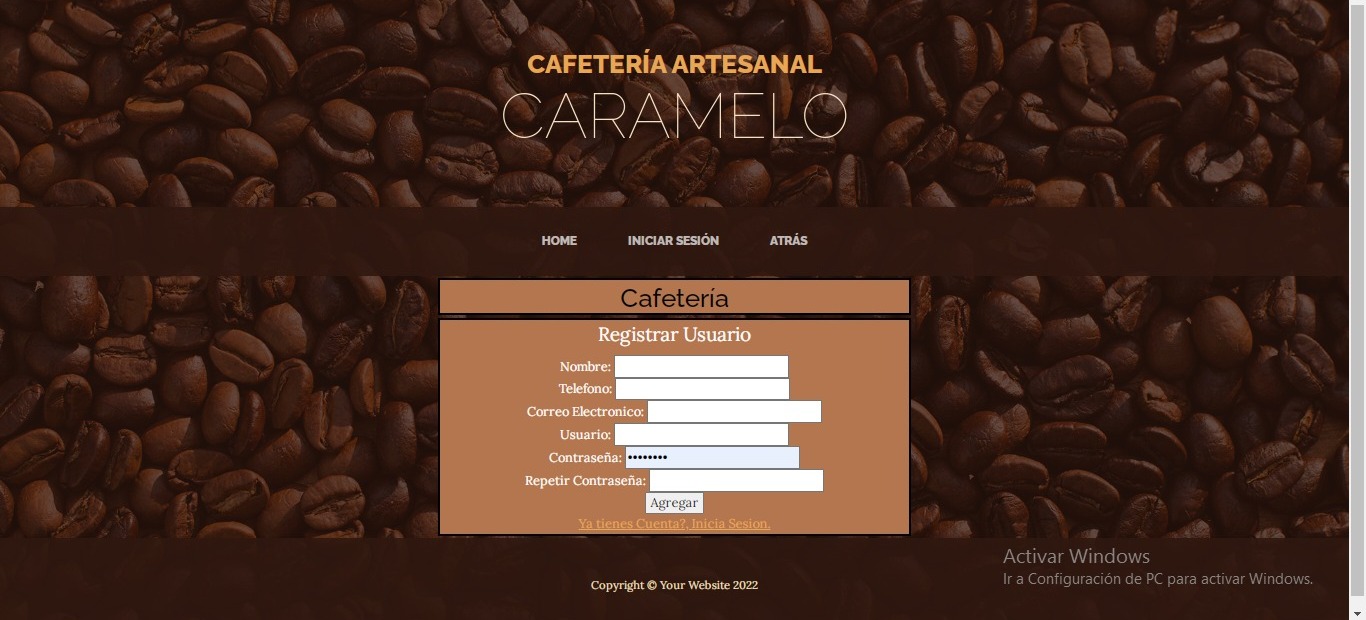 CAFETERÍA ARTESANAL
CARAMELO
HOME INICIAR SESIÓN ATRÁS
Cafetería
Registrar Usuario
Nombre:
Telefono:
Correo Electronico:
Usuario:
Contraseña: ••••••••
Repetir Contraseña:
Agregar
Ya tienes Cuenta?, Inicia Sesion.
Activar Windows
Ir a Configuración de PC para activar Windows.
Copyright © Your Website 2022